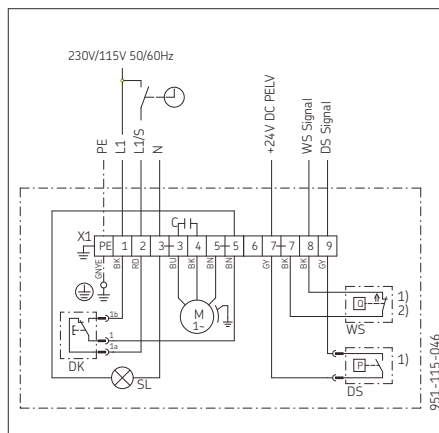 230V/115V 50/60Hz
PE
L1
L1/S
N
+24V DC PELV
WS Signal
DS Signal
C
X1
PE 1 2 3 3 4 5 5 6 7 7 8 9
GNYE BK RD BU BK BN BN GY BK BK GY
M
1~
1b
1
1a
DK
SL
Q
1)
2)
WS
P
1)
DS
951-115-046